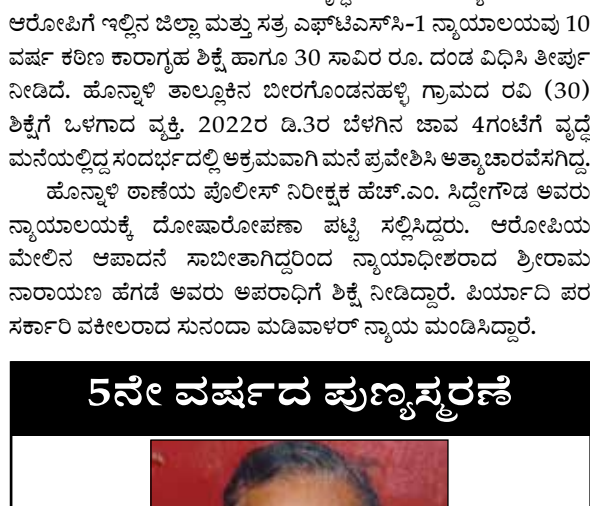 ಆರೋಪಿಗೆ ಇಲ್ಲಿನ ಜಿಲ್ಲಾ ಮತ್ತು ಸತ್ರ ಎಫ್‌ಟಿಎಸ್‌ಸಿ-1 ನ್ಯಾಯಾಲಯವು 10
ವರ್ಷ ಕಠಿಣ ಕಾರಾಗೃಹ ಶಿಕ್ಷೆ ಹಾಗೂ 30 ಸಾವಿರ ರೂ. ದಂಡ ವಿಧಿಸಿ ತೀರ್ಪು
ನೀಡಿದೆ. ಹೊನ್ನಾಳಿ ತಾಲ್ಲೂಕಿನ ಬೀರಗೊಂಡನಹಳ್ಳಿ ಗ್ರಾಮದ ರವಿ (30)
ಶಿಕ್ಷೆಗೆ ಒಳಗಾದ ವ್ಯಕ್ತಿ. 2022ರ ಡಿ.3ರ ಬೆಳಗಿನ ಜಾವ 4ಗಂಟೆಗೆ ವೃದ್ಧೆ
ಮನೆಯಲ್ಲಿದ್ದ ಸಂದರ್ಭದಲ್ಲಿ ಅಕ್ರಮವಾಗಿ ಮನೆ ಪ್ರವೇಶಿಸಿ ಅತ್ಯಾಚಾರವೆಸಗಿದ್ದ.
ಹೊನ್ನಾಳಿ ಠಾಣೆಯ ಪೊಲೀಸ್ ನಿರೀಕ್ಷಕ ಹೆಚ್.ಎಂ. ಸಿದ್ದೇಗೌಡ ಅವರು
ನ್ಯಾಯಾಲಯಕ್ಕೆ ದೋಷಾರೋಪಣಾ ಪಟ್ಟಿ ಸಲ್ಲಿಸಿದ್ದರು. ಆರೋಪಿಯ
ಮೇಲಿನ ಆಪಾದನೆ ಸಾಬೀತಾಗಿದ್ದರಿಂದ ನ್ಯಾಯಾಧೀಶರಾದ ಶ್ರೀರಾಮ
ನಾರಾಯಣ ಹೆಗಡೆ ಅವರು ಅಪರಾಧಿಗೆ ಶಿಕ್ಷೆ ನೀಡಿದ್ದಾರೆ. ಪಿರ್ಯಾದಿ ಪರ
ಸರ್ಕಾರಿ ವಕೀಲರಾದ ಸುನಂದಾ ಮಡಿವಾಳರ್ ನ್ಯಾಯ ಮಂಡಿಸಿದ್ದಾರೆ.
5ನೇ ವರ್ಷದ ಪುಣ್ಯಸ್ಮರಣೆ